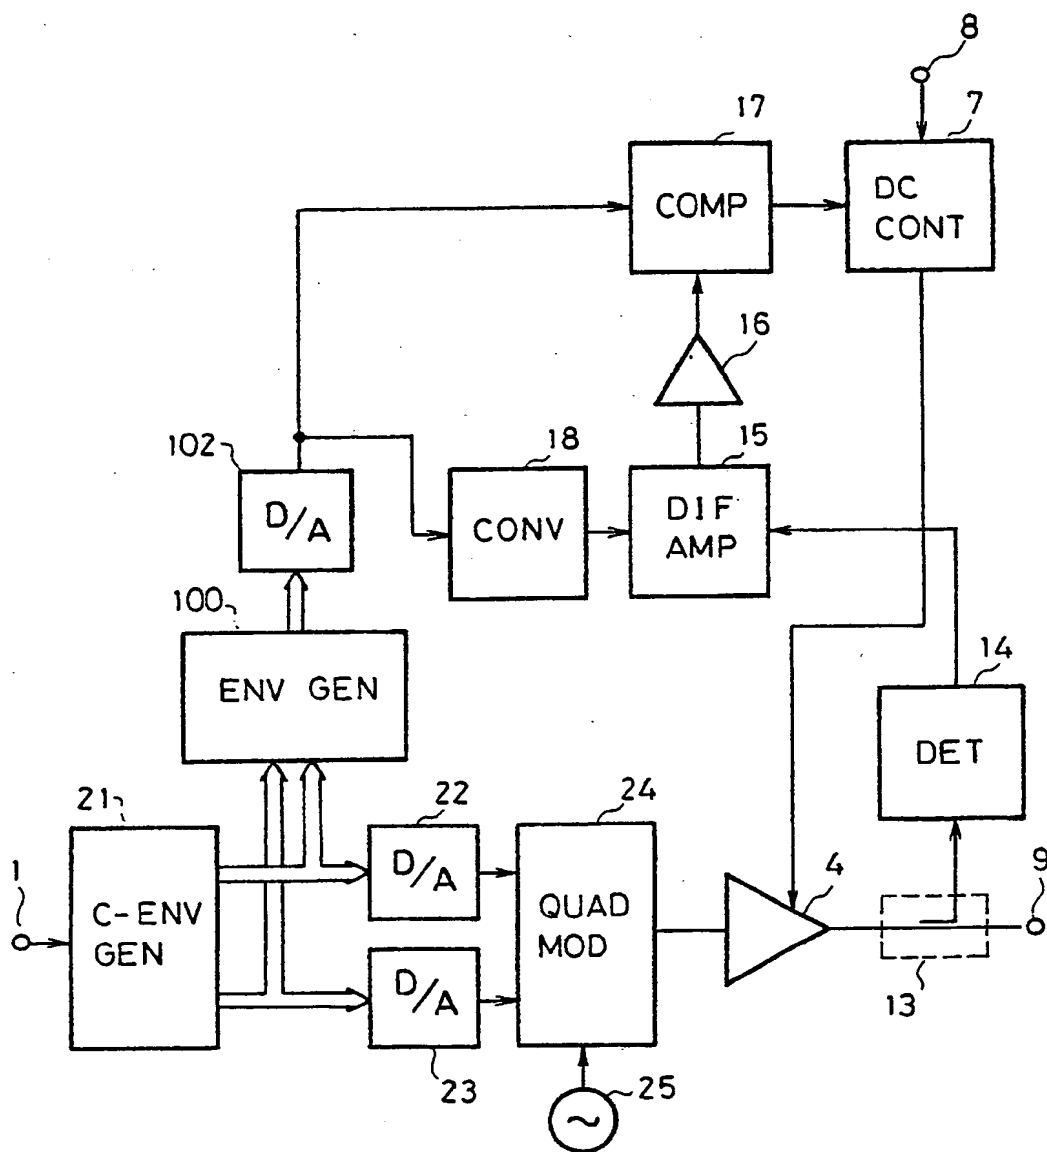 8
17
7
COMP
DC
CONT
16
102
18
15
D/A
CONV
DIF
AMP
100
ENV GEN
14
DET
21
22
24
1
C-ENV
GEN
D/A
QUAD
MOD
4
9
D/A
13
23
25
~